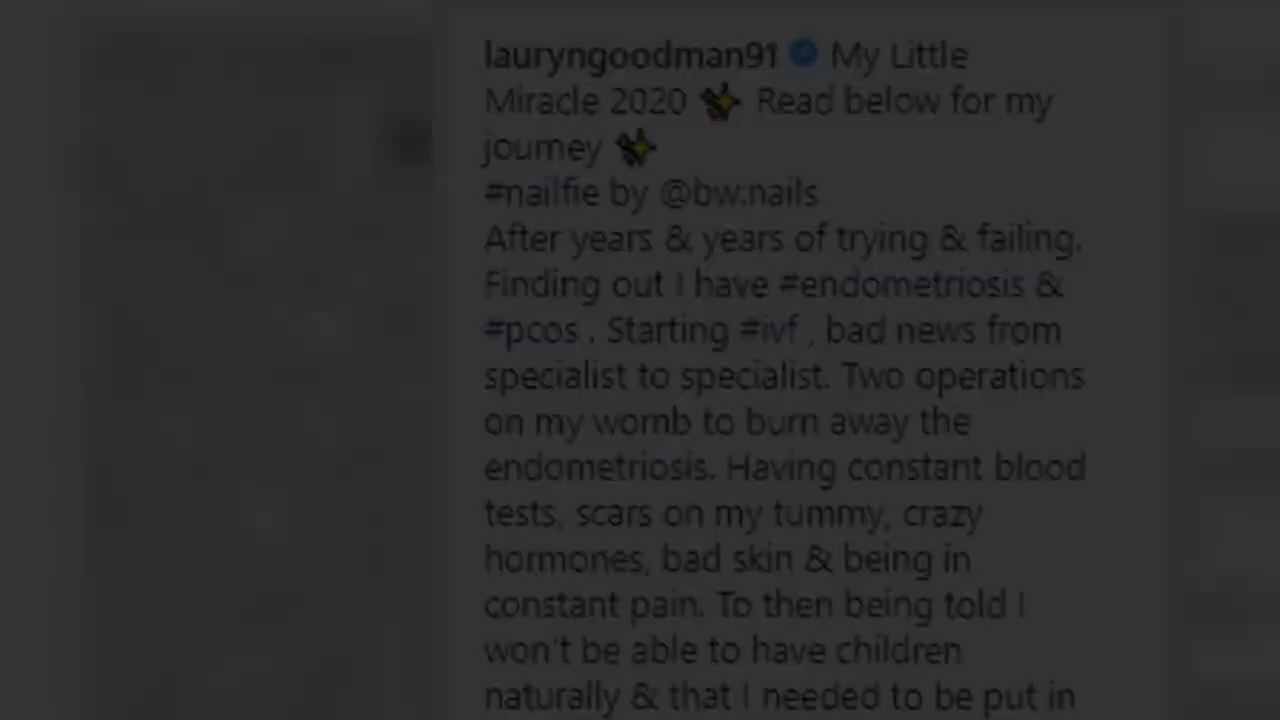 lauryngoodman91 My Little
Miracle 2020 ✨ Read below for my
journey ✨
#nailfie by @bw.nails
After years & years of trying & failing.
Finding out I have #endometriosis &
#pcos . Starting #ivf , bad news from
specialist to specialist. Two operations
on my womb to burn away the
endometriosis. Having constant blood
tests, scars on my tummy, crazy
hormones, bad skin & being in
constant pain. To then being told I
won't be able to have children
naturally & that I needed to be put in